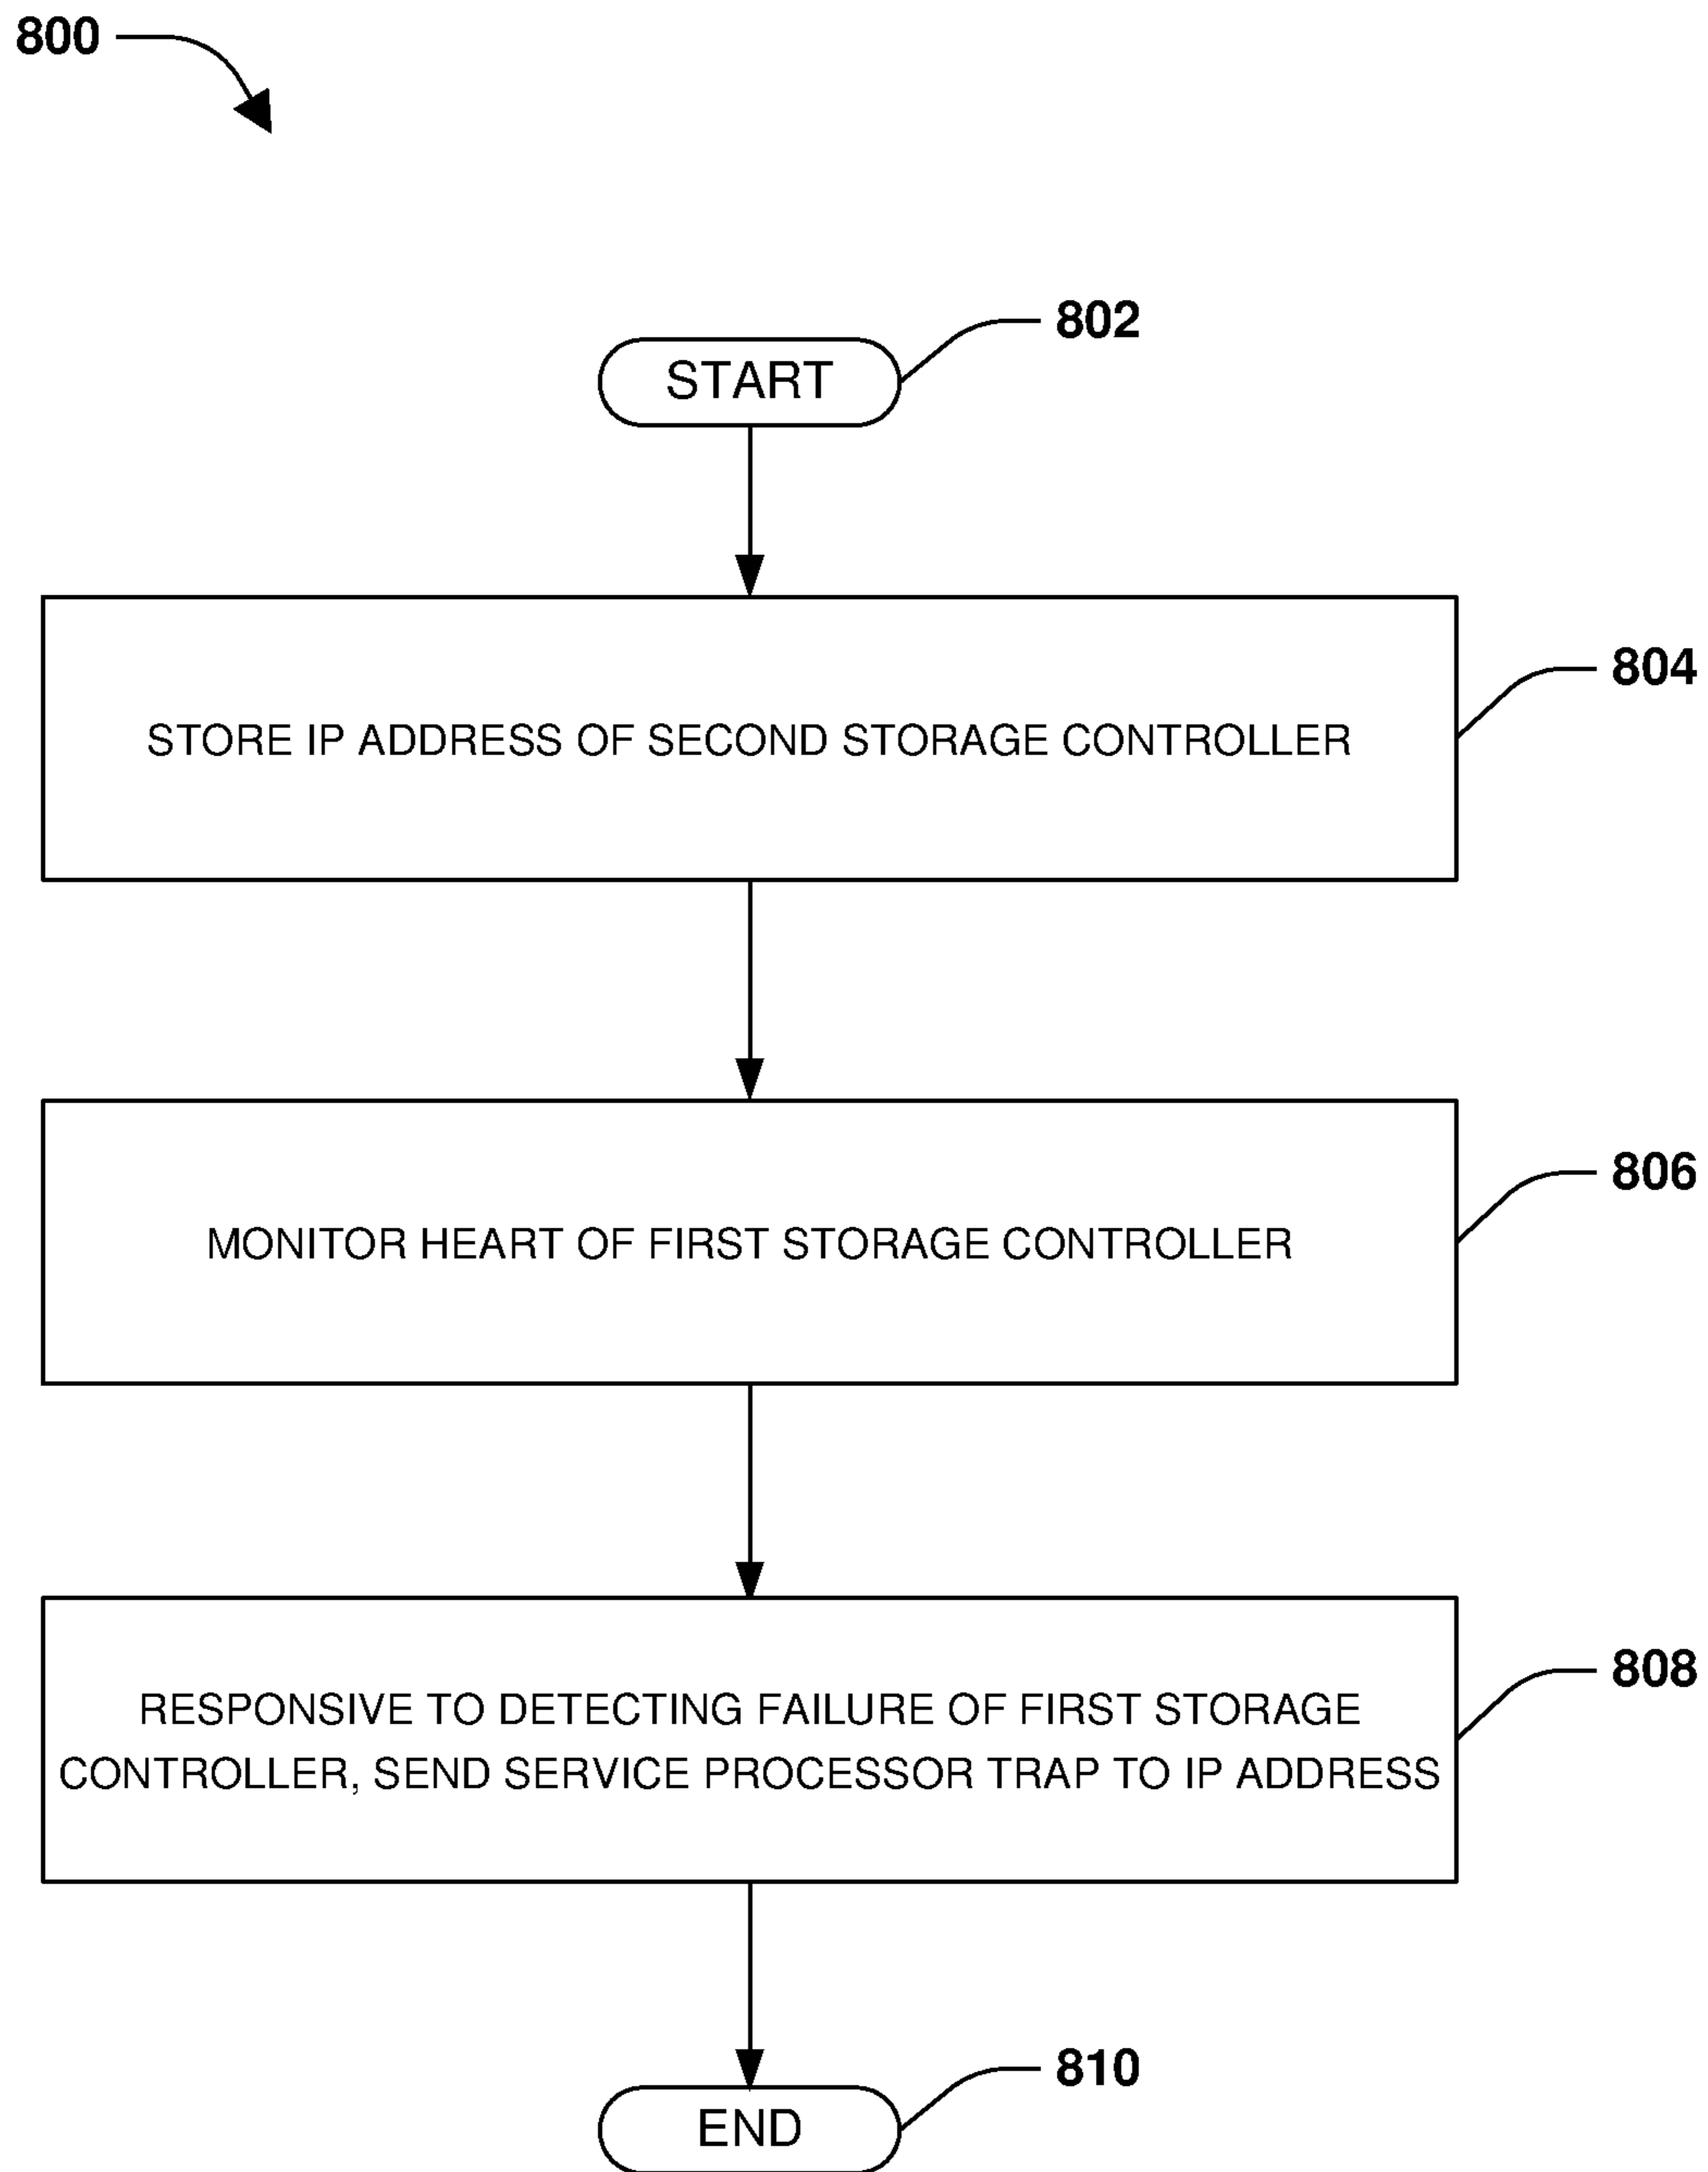 800
802
START
804
STORE IP ADDRESS OF SECOND STORAGE CONTROLLER
806
MONITOR HEART OF FIRST STORAGE CONTROLLER
808
RESPONSIVE TO DETECTING FAILURE OF FIRST STORAGE
CONTROLLER, SEND SERVICE PROCESSOR TRAP TO IP ADDRESS
810
END